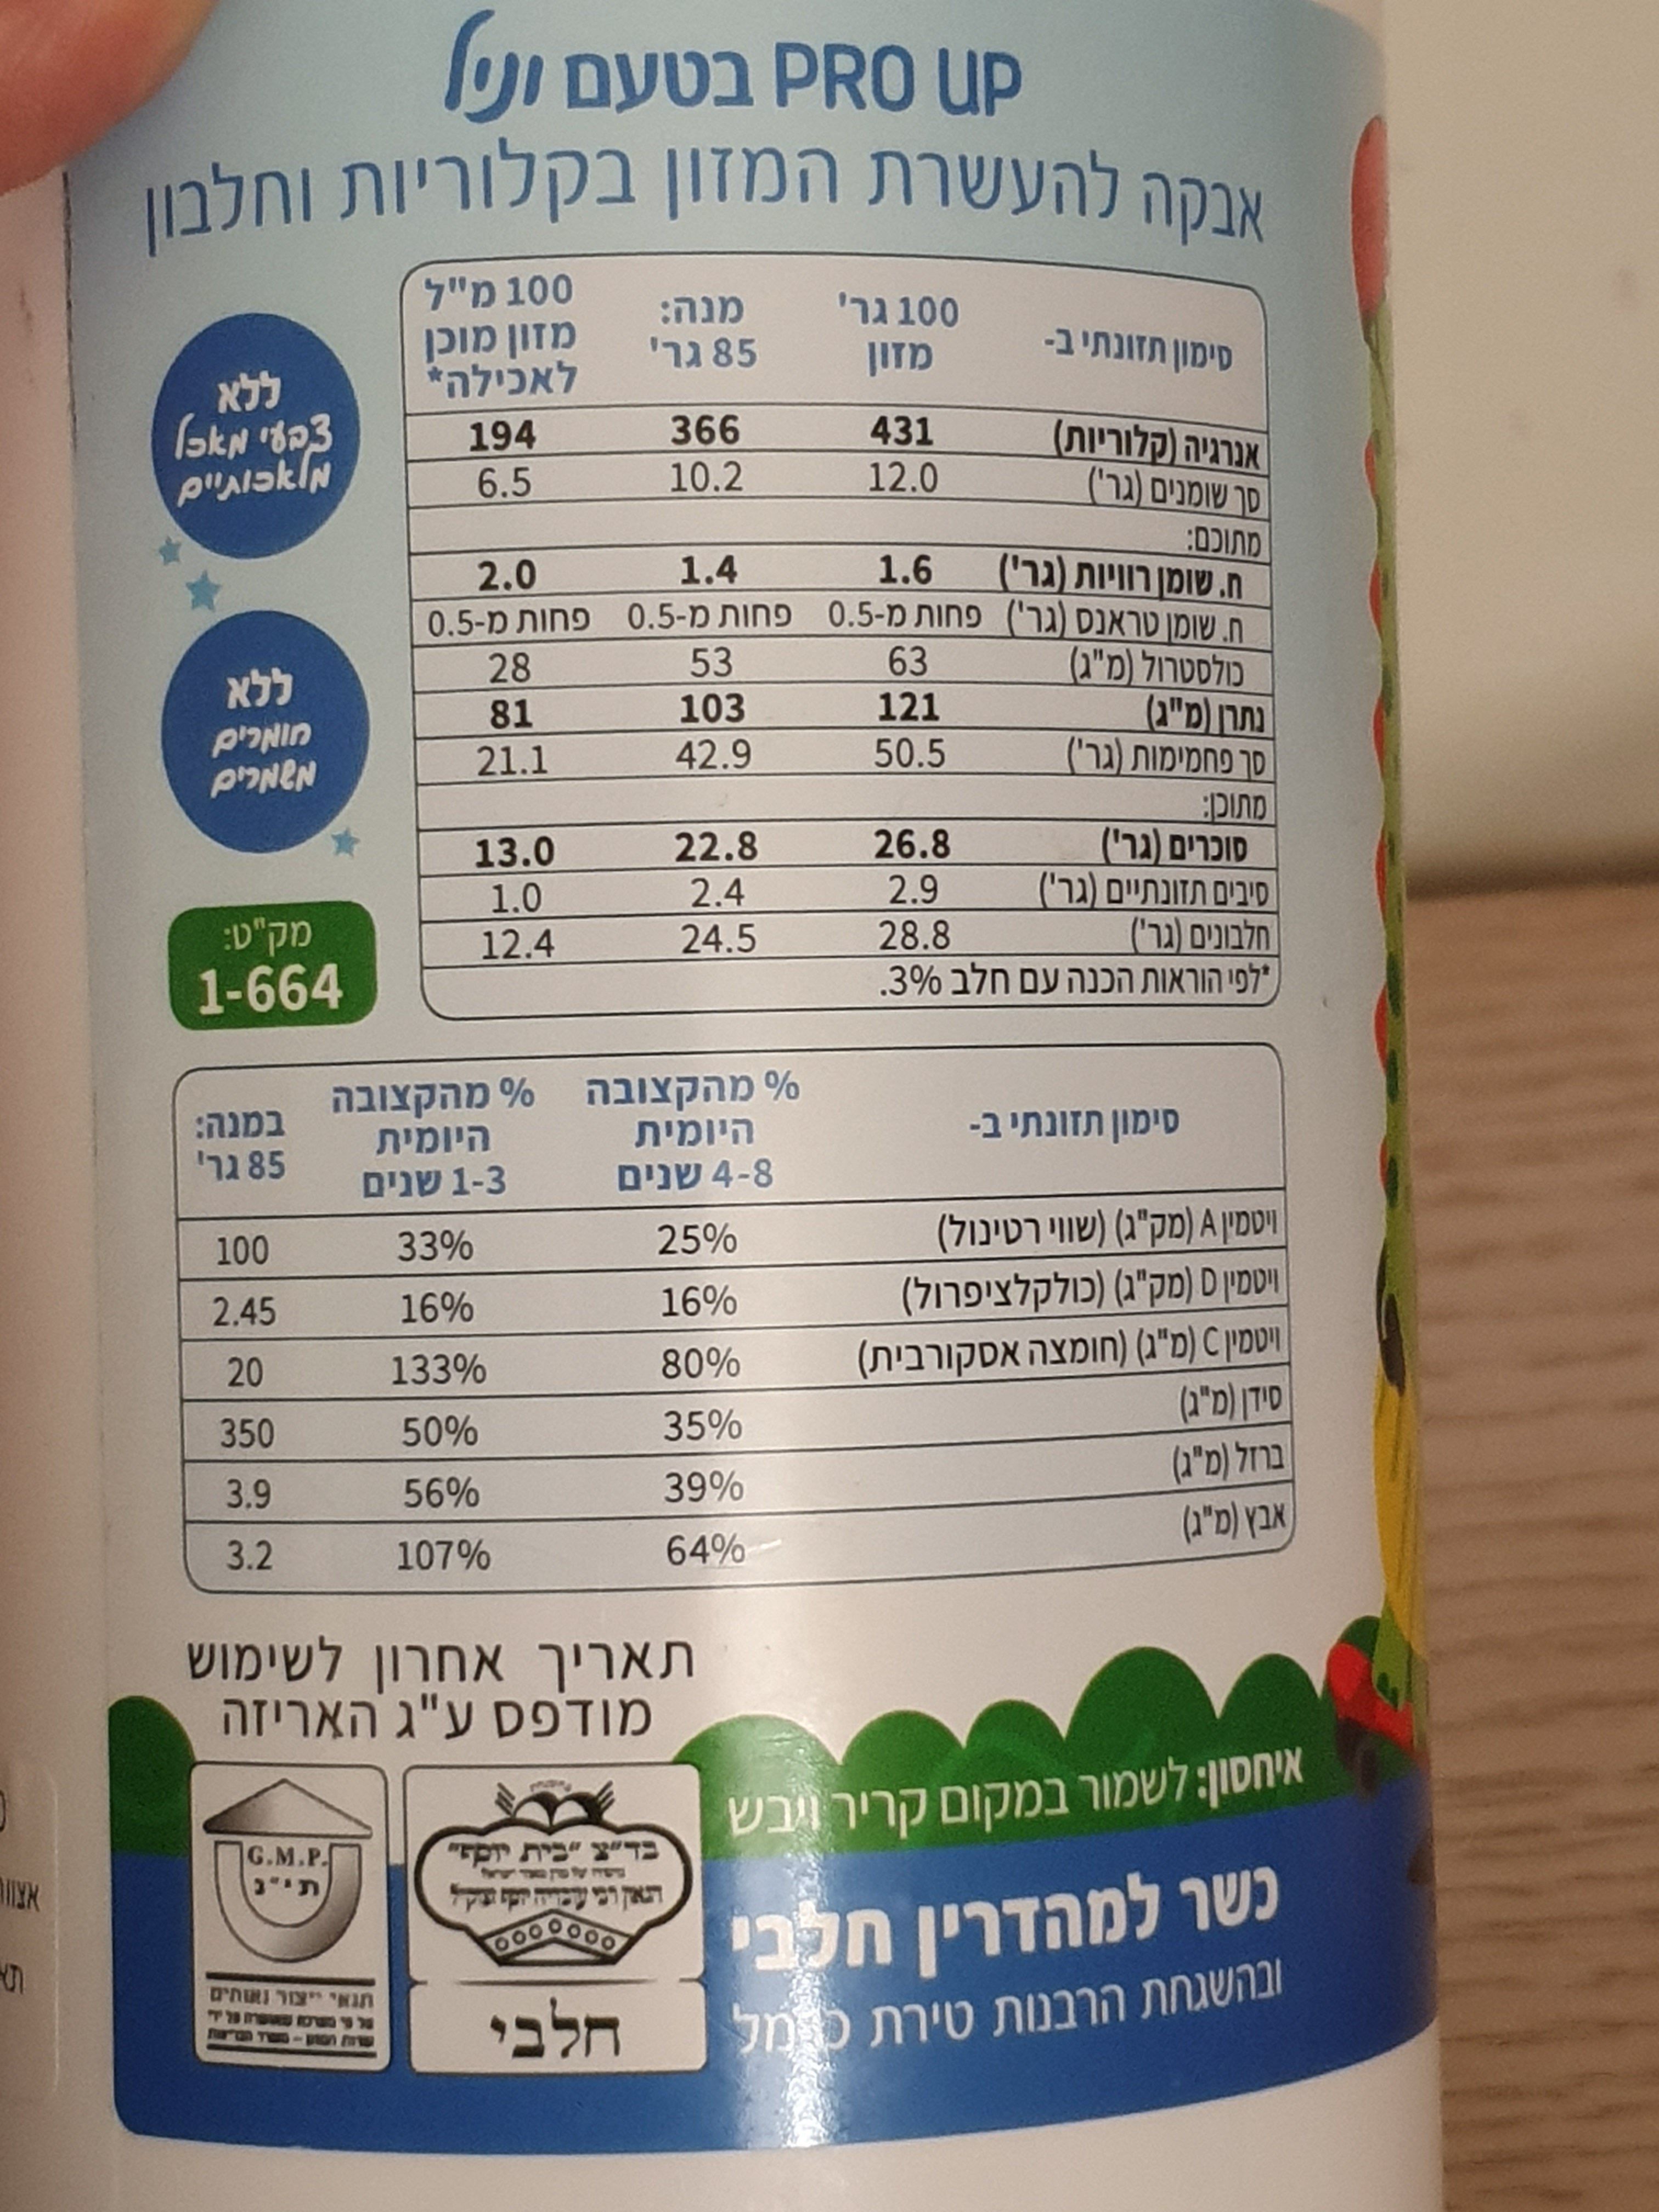 PRO UP בטעם וניל
אבקה להעשרת המזון בקלוריות וחלבון
סימון תזונתי ב- 100 גר' מזון מנה: 85 גר' 100 מ"ל מזון מוכן לאכילה*
אנרגיה (קלוריות) 431 366 194
סך שומנים (גר') 12.0 10.2 6.5
מתוכם:
ח. שומן רוויות (גר') 1.6 1.4 2.0
ח. שומן טראנס (גר') פחות מ-0.5 פחות מ-0.5 פחות מ-0.5
כולסטרול (מ"ג) 63 53 28
נתרן (מ"ג) 121 103 81
סך פחמימות (גר') 50.5 42.9 21.1
מתוכן:
סוכרים (גר') 26.8 22.8 13.0
סיבים תזונתיים (גר') 2.9 2.4 1.0
חלבונים (גר') 28.8 24.5 12.4
*לפי הוראות הכנה עם חלב 3%.
ללא
צבעי מאכל
מלאכותיים
ללא
חומרים
משמרים
מק"ט:
1-664
סימון תזונתי ב- % מהקצובה היומית 4-8 שנים % מהקצובה היומית 1-3 שנים במנה: 85 גר'
ויטמין A (מק"ג) (שווי רטינול) 25% 33% 100
ויטמין D (מק"ג) (כולקלציפרול) 16% 16% 2.45
ויטמין C (מ"ג) (חומצה אסקורבית) 80% 133% 20
סידן (מ"ג) 35% 50% 350
ברזל (מ"ג) 39% 56% 3.9
אבץ (מ"ג) 64% 107% 3.2
תאריך אחרון לשימוש
מודפס ע"ג האריזה
איחסון: לשמור במקום קריר ויבש
כשר למהדרין חלבי
ובהשגחת הרבנות טירת כרמל
בד"צ "בית יוסף"
חלבי
G.M.P.
ת י "נ
תנאי ייצור נאותים